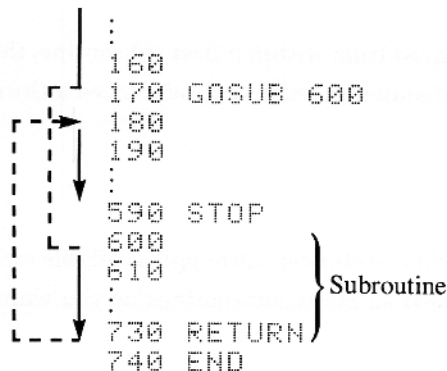 ⋮
160
170 GOSUB 600
180
190
⋮
590 STOP
600
610
Subroutine
⋮
730 RETURN
740 END